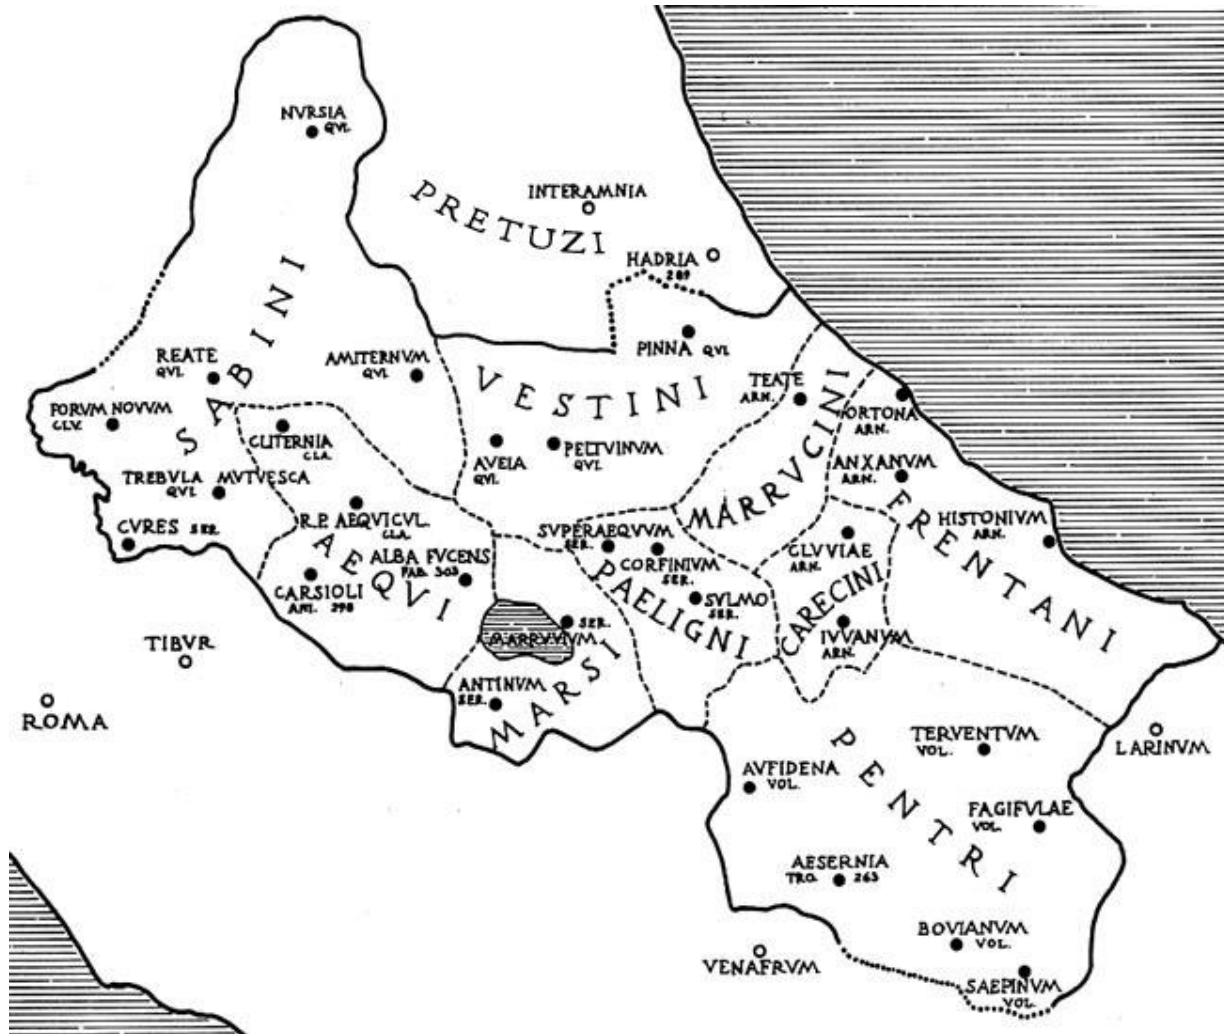 NVRSIA
QVI.
INTERAMNIA
PRETUZI
HADRIA
289
SABINI
REATE
QVI.
AMITERNVM
QVI.
PINNA QVI.
VESTINI
TEATE
ARN.
MARRVCINI
ORTONA
ARN.
FORVM NOVVM
CLV.
CLITERNIA
CLA.
AVEIA
QVI.
PELTVINVM
QVI.
ANXANVM
ARN.
FRENTANI
TREBVLA MVTVESCA
QVI.
R.P. AEQVICVL.
CLA.
CVRES SER.
AEQVI
ALBA FVCENS
FAB. 303
SVPERAEQVVM
SER.
CORFINIVM
SER.
PAELIGNI
CLVVIAE
ARN.
HISTONIVM
ARN.
CARSIOLI
ANI. 298
SVLMO
SER.
CARECINI
IVVANVM
ARN.
SER.
MARRVVIVM
MARSI
TIBVR
ANTINVM
SER.
ROMA
PENTRI
TERVENTVM
VOL.
LARINVM
AVFIDENA
VOL.
FAGIFVLAE
VOL.
AESERNIA
TRO. 263
BOVIANVM
VOL.
VENAFRVM
SAEPINVM
VOL.